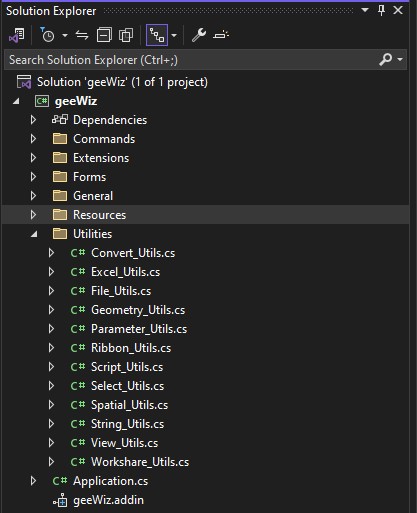 Solution Explorer
Search Solution Explorer (Ctrl+;)
Solution 'geeWiz' (1 of 1 project)
C# geeWiz
Dependencies
Commands
Extensions
Forms
General
Resources
Utilities
C# Convert_Utils.cs
C# Excel_Utils.cs
C# File_Utils.cs
C# Geometry_Utils.cs
C# Parameter_Utils.cs
C# Ribbon_Utils.cs
C# Script_Utils.cs
C# Select_Utils.cs
C# Spatial_Utils.cs
C# String_Utils.cs
C# View_Utils.cs
C# Workshare_Utils.cs
C# Application.cs
geeWiz.addin